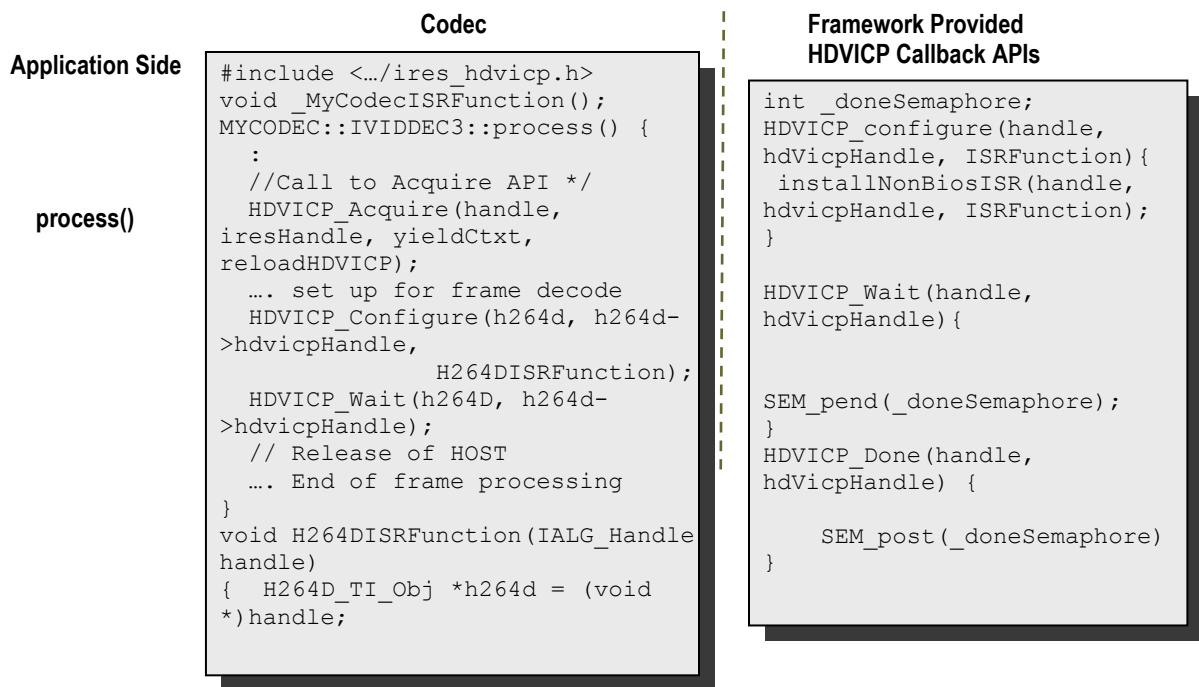 Codec
Framework Provided
HDVICP Callback APIs
Application Side
process()
#include <…/ires_hdvicp.h>
void _MyCodecISRFunction();
MYCODEC::IVIDDEC3::process() {
:
//Call to Acquire API */
HDVICP_Acquire(handle,
iresHandle, yieldCtxt,
reloadHDVICP);
…. set up for frame decode
HDVICP_Configure(h264d, h264d-
>hdvicpHandle,
H264DISRFunction);
HDVICP_Wait(h264D, h264d-
>hdvicpHandle);
// Release of HOST
…. End of frame processing
}
void H264DISRFunction(IALG_Handle
handle)
{ H264D_TI_Obj *h264d = (void
*)handle;
int _doneSemaphore;
HDVICP_configure(handle,
hdVicpHandle, ISRFunction){
installNonBiosISR(handle,
hdvicpHandle, ISRFunction);
}
HDVICP_Wait(handle,
hdVicpHandle){
SEM_pend(_doneSemaphore);
}
HDVICP_Done(handle,
hdVicpHandle) {
SEM_post(_doneSemaphore)
}